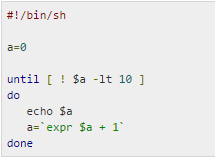 #!/bin/sh
a=0
until [ ! $a -lt 10 ]
do
   echo $a
   a=`expr $a + 1`
done